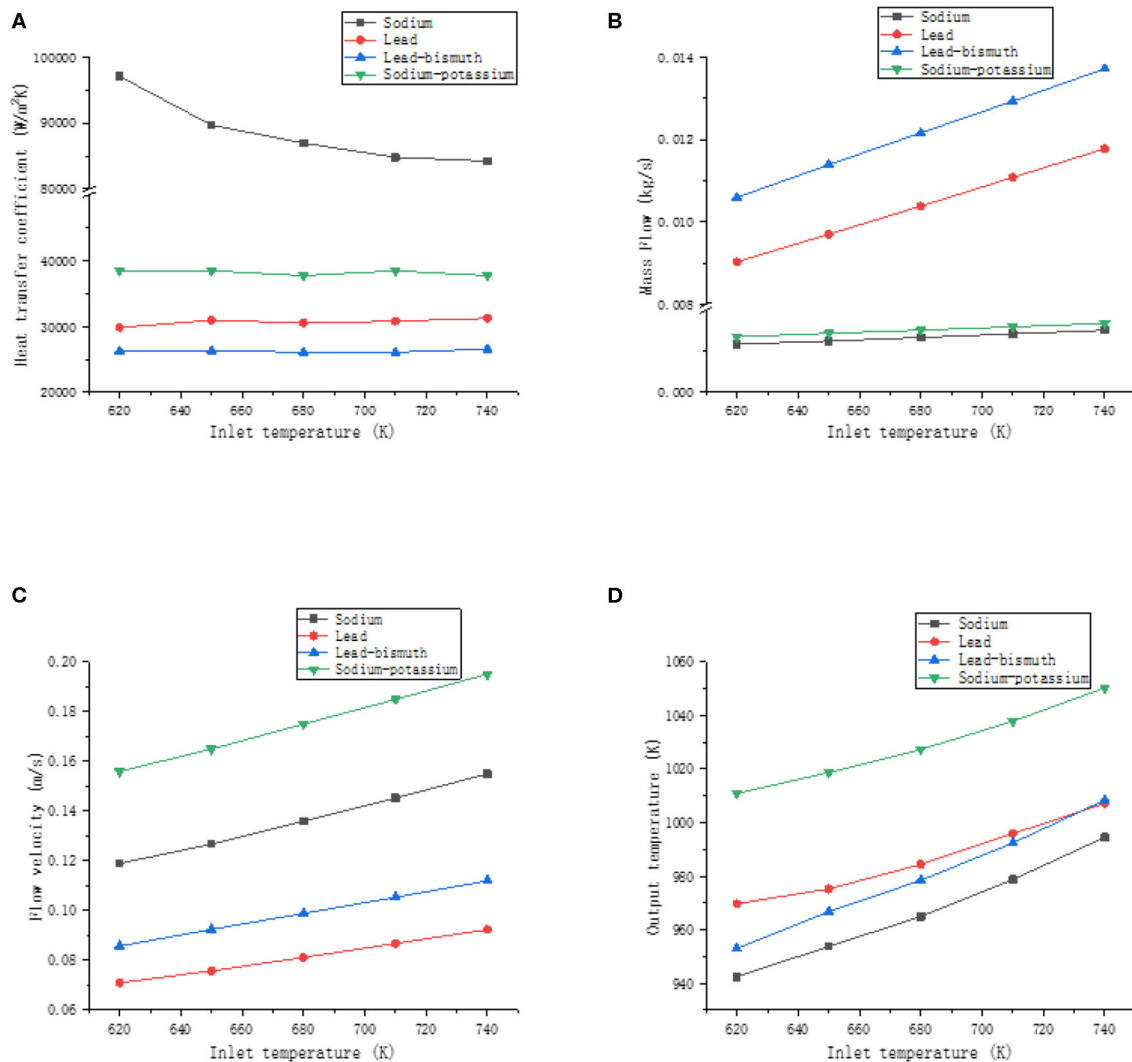 A
Sodium
Lead
Lead-bismuth
Sodium-potassium
Heat transfer coefficient (W/m²K)
100000
90000
80000
40000
30000
20000
620 640 660 680 700 720 740
Inlet temperature (K)
B
Sodium
Lead
Lead-bismuth
Sodium-potassium
Mass Flow (kg/s)
0.014
0.012
0.010
0.008
0.000
620 640 660 680 700 720 740
Inlet temperature (K)
C
Sodium
Lead
Lead-bismuth
Sodium-potassium
Flow velocity (m/s)
0.20
0.18
0.16
0.14
0.12
0.10
0.08
0.06
620 640 660 680 700 720 740
Inlet temperature (K)
D
Sodium
Lead
Lead-bismuth
Sodium-potassium
Output temperature (K)
1060
1040
1020
1000
980
960
940
620 640 660 680 700 720 740
Inlet temperature (K)